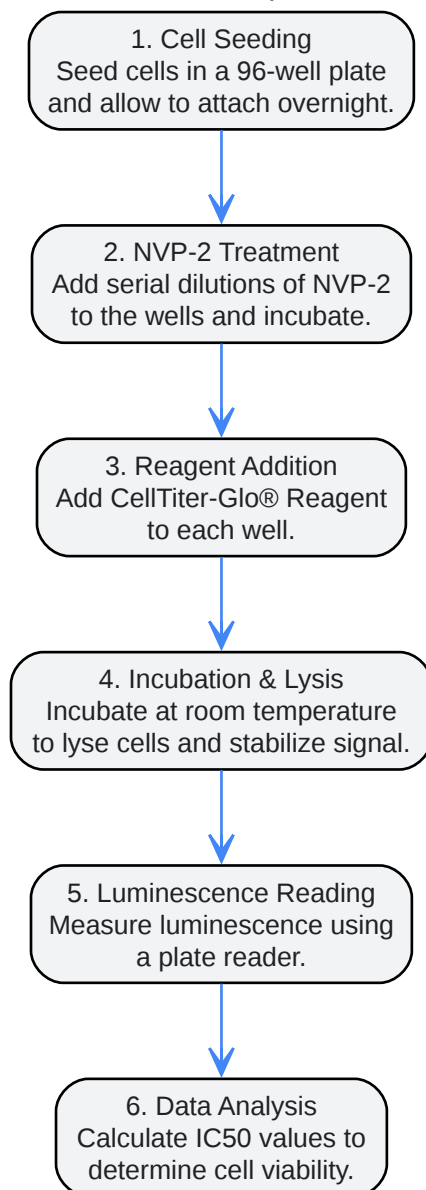 1. Cell Seeding
Seed cells in a 96-well plate
and allow to attach overnight.
2. NVP-2 Treatment
Add serial dilutions of NVP-2
to the wells and incubate.
3. Reagent Addition
Add CellTiter-Glo® Reagent
to each well.
4. Incubation & Lysis
Incubate at room temperature
to lyse cells and stabilize signal.
5. Luminescence Reading
Measure luminescence using
a plate reader.
6. Data Analysis
Calculate IC50 values to
determine cell viability.